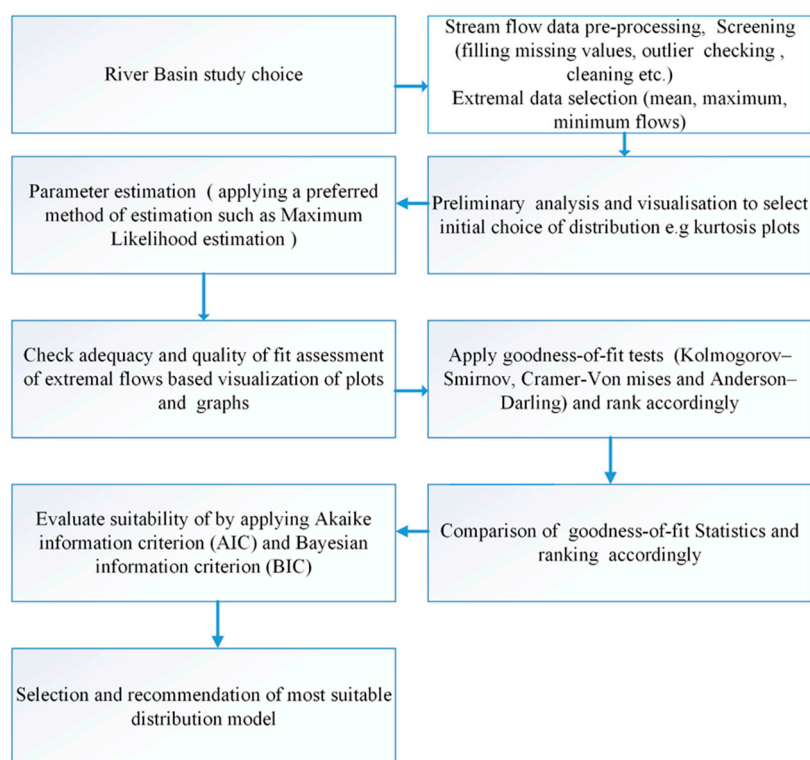 River Basin study choice
Stream flow data pre-processing, Screening
(filling missing values, outlier checking ,
cleaning etc.)
Extremal data selection (mean, maximum,
minimum flows)
Preliminary analysis and visualisation to select
initial choice of distribution e.g kurtosis plots
Parameter estimation ( applying a preferred
method of estimation such as Maximum
Likelihood estimation )
Check adequacy and quality of fit assessment
of extremal flows based visualization of plots
and graphs
Apply goodness-of-fit tests (Kolmogorov–
Smirnov, Cramer-Von mises and Anderson–
Darling) and rank accordingly
Comparison of goodness-of-fit Statistics and
ranking accordingly
Evaluate suitability of by applying Akaike
information criterion (AIC) and Bayesian
information criterion (BIC)
Selection and recommendation of most suitable
distribution model